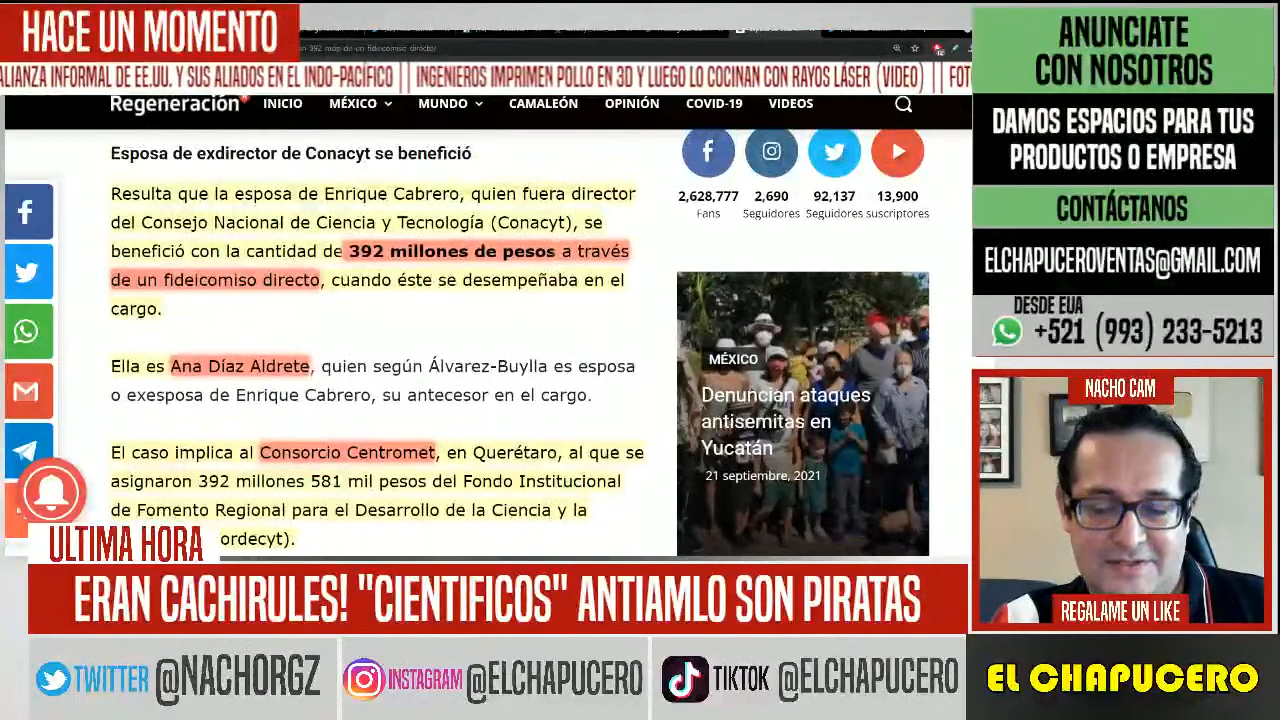 HACE UN MOMENTO
392 mdp de un fideicomiso directo/
ALIANZA INFORMAL DE EE.UU. Y SUS ALIADOS EN EL INDO-PACÍFICO || INGENIEROS IMPRIMEN POLLO EN 3D Y LUEGO LO COCINAN CON RAYOS LÁSER (VIDEO) ||
Regeneración INICIO MÉXICO MUNDO CAMALEÓN OPINIÓN COVID-19 VIDEOS
Esposa de exdirector de Conacyt se benefició
Resulta que la esposa de Enrique Cabrero, quien fuera director
del Consejo Nacional de Ciencia y Tecnología (Conacyt), se
benefició con la cantidad de 392 millones de pesos a través
de un fideicomiso directo, cuando éste se desempeñaba en el
cargo.
Ella es Ana Díaz Aldrete, quien según Álvarez-Buylla es esposa
o exesposa de Enrique Cabrero, su antecesor en el cargo.
El caso implica al Consorcio Centromet, en Querétaro, al que se
asignaron 392 millones 581 mil pesos del Fondo Institucional
de Fomento Regional para el Desarrollo de la Ciencia y la
ordecyt).
2,628,777 2,690 92,137 13,900
Fans Seguidores Seguidores suscriptores
MÉXICO
Denuncian ataques
antisemitas en
Yucatán
21 septiembre, 2021
ANUNCIATE
CON NOSOTROS
DAMOS ESPACIOS PARA TUS
PRODUCTOS O EMPRESA
CONTÁCTANOS
ELCHAPUCEROVENTAS@GMAIL.COM
DESDE EUA
+521 (993) 233-5213
NACHO CAM
REGALAME UN LIKE
ULTIMA HORA
ERAN CACHIRULES! "CIENTIFICOS" ANTIAMLO SON PIRATAS
TWITTER @NACHORGZ
INSTAGRAM @ELCHAPUCERO
TIKTOK @ELCHAPUCERO
EL CHAPUCERO